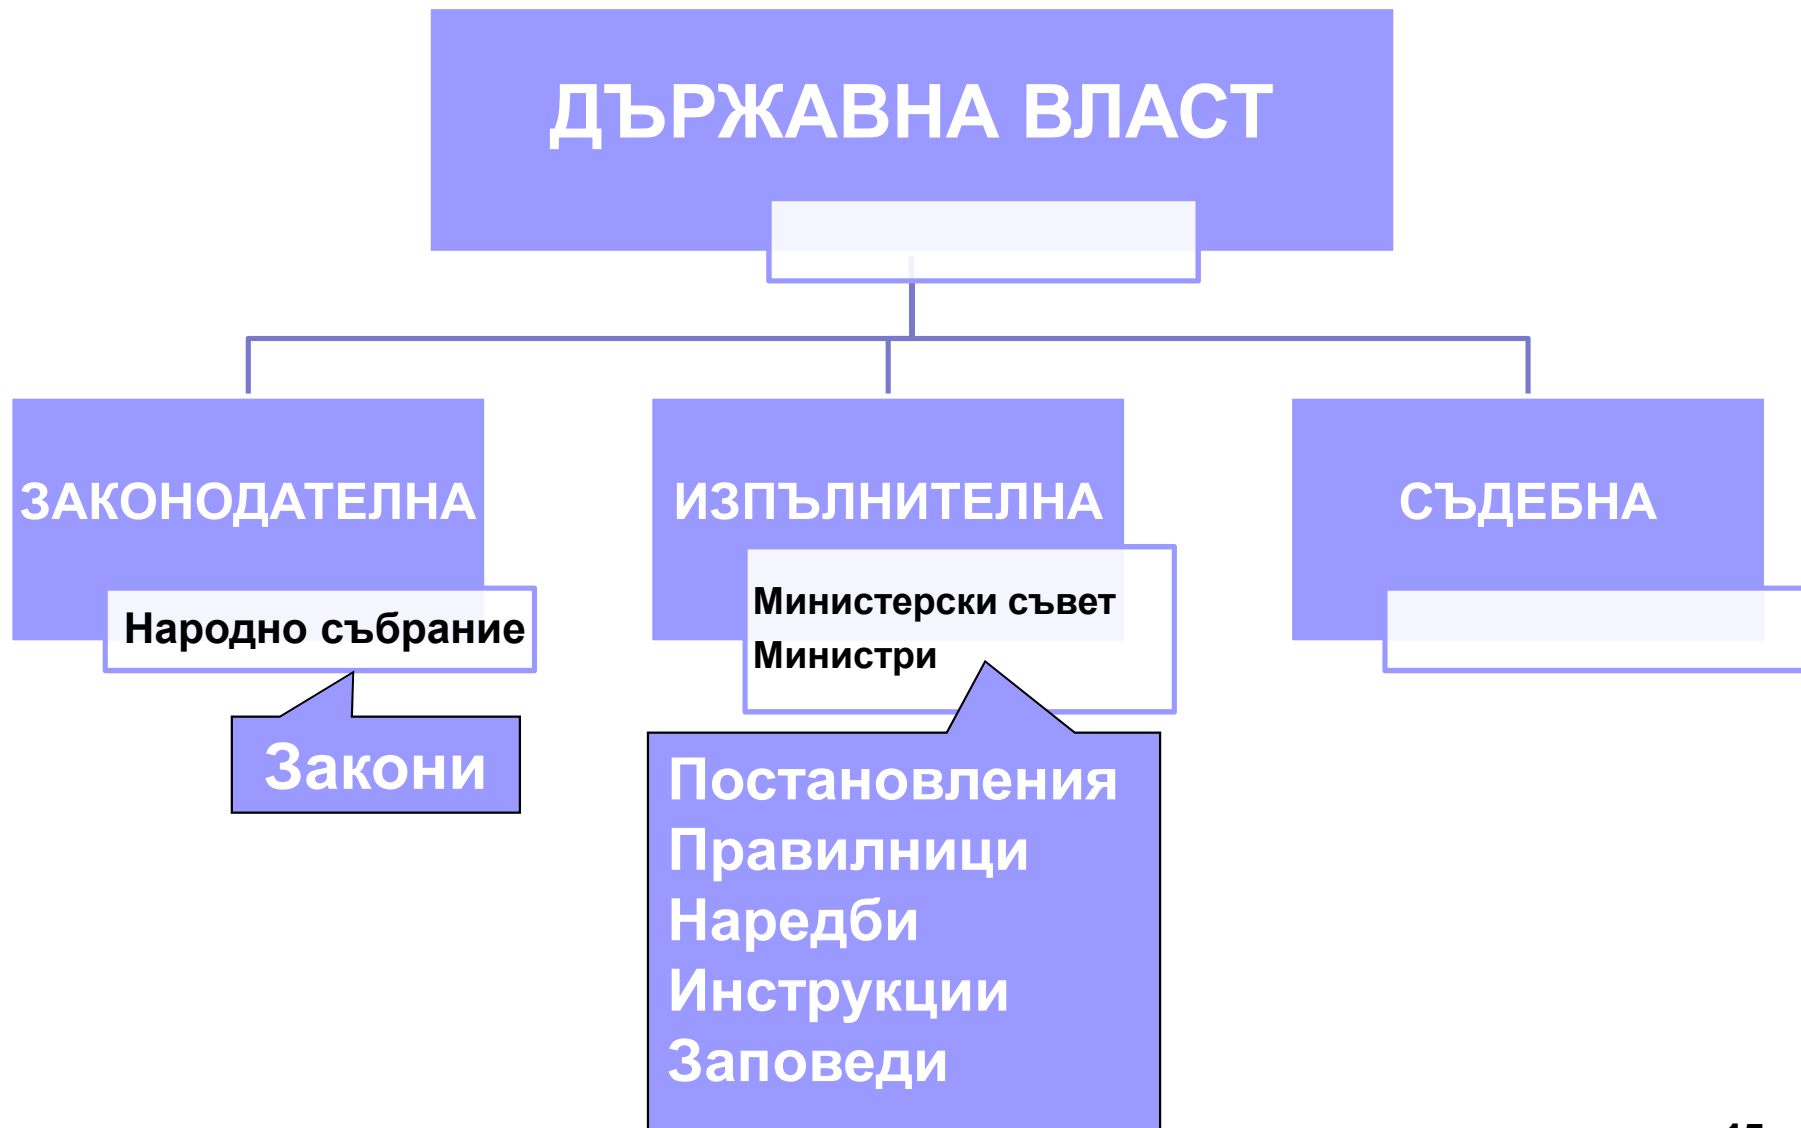 ДЪРЖАВНА ВЛАСТ
ЗАКОНОДАТЕЛНА
Народно събрание
Закони
ИЗПЪЛНИТЕЛНА
Министерски съвет
Министри
Постановления
Правилници
Наредби
Инструкции
Заповеди
СЪДЕБНА